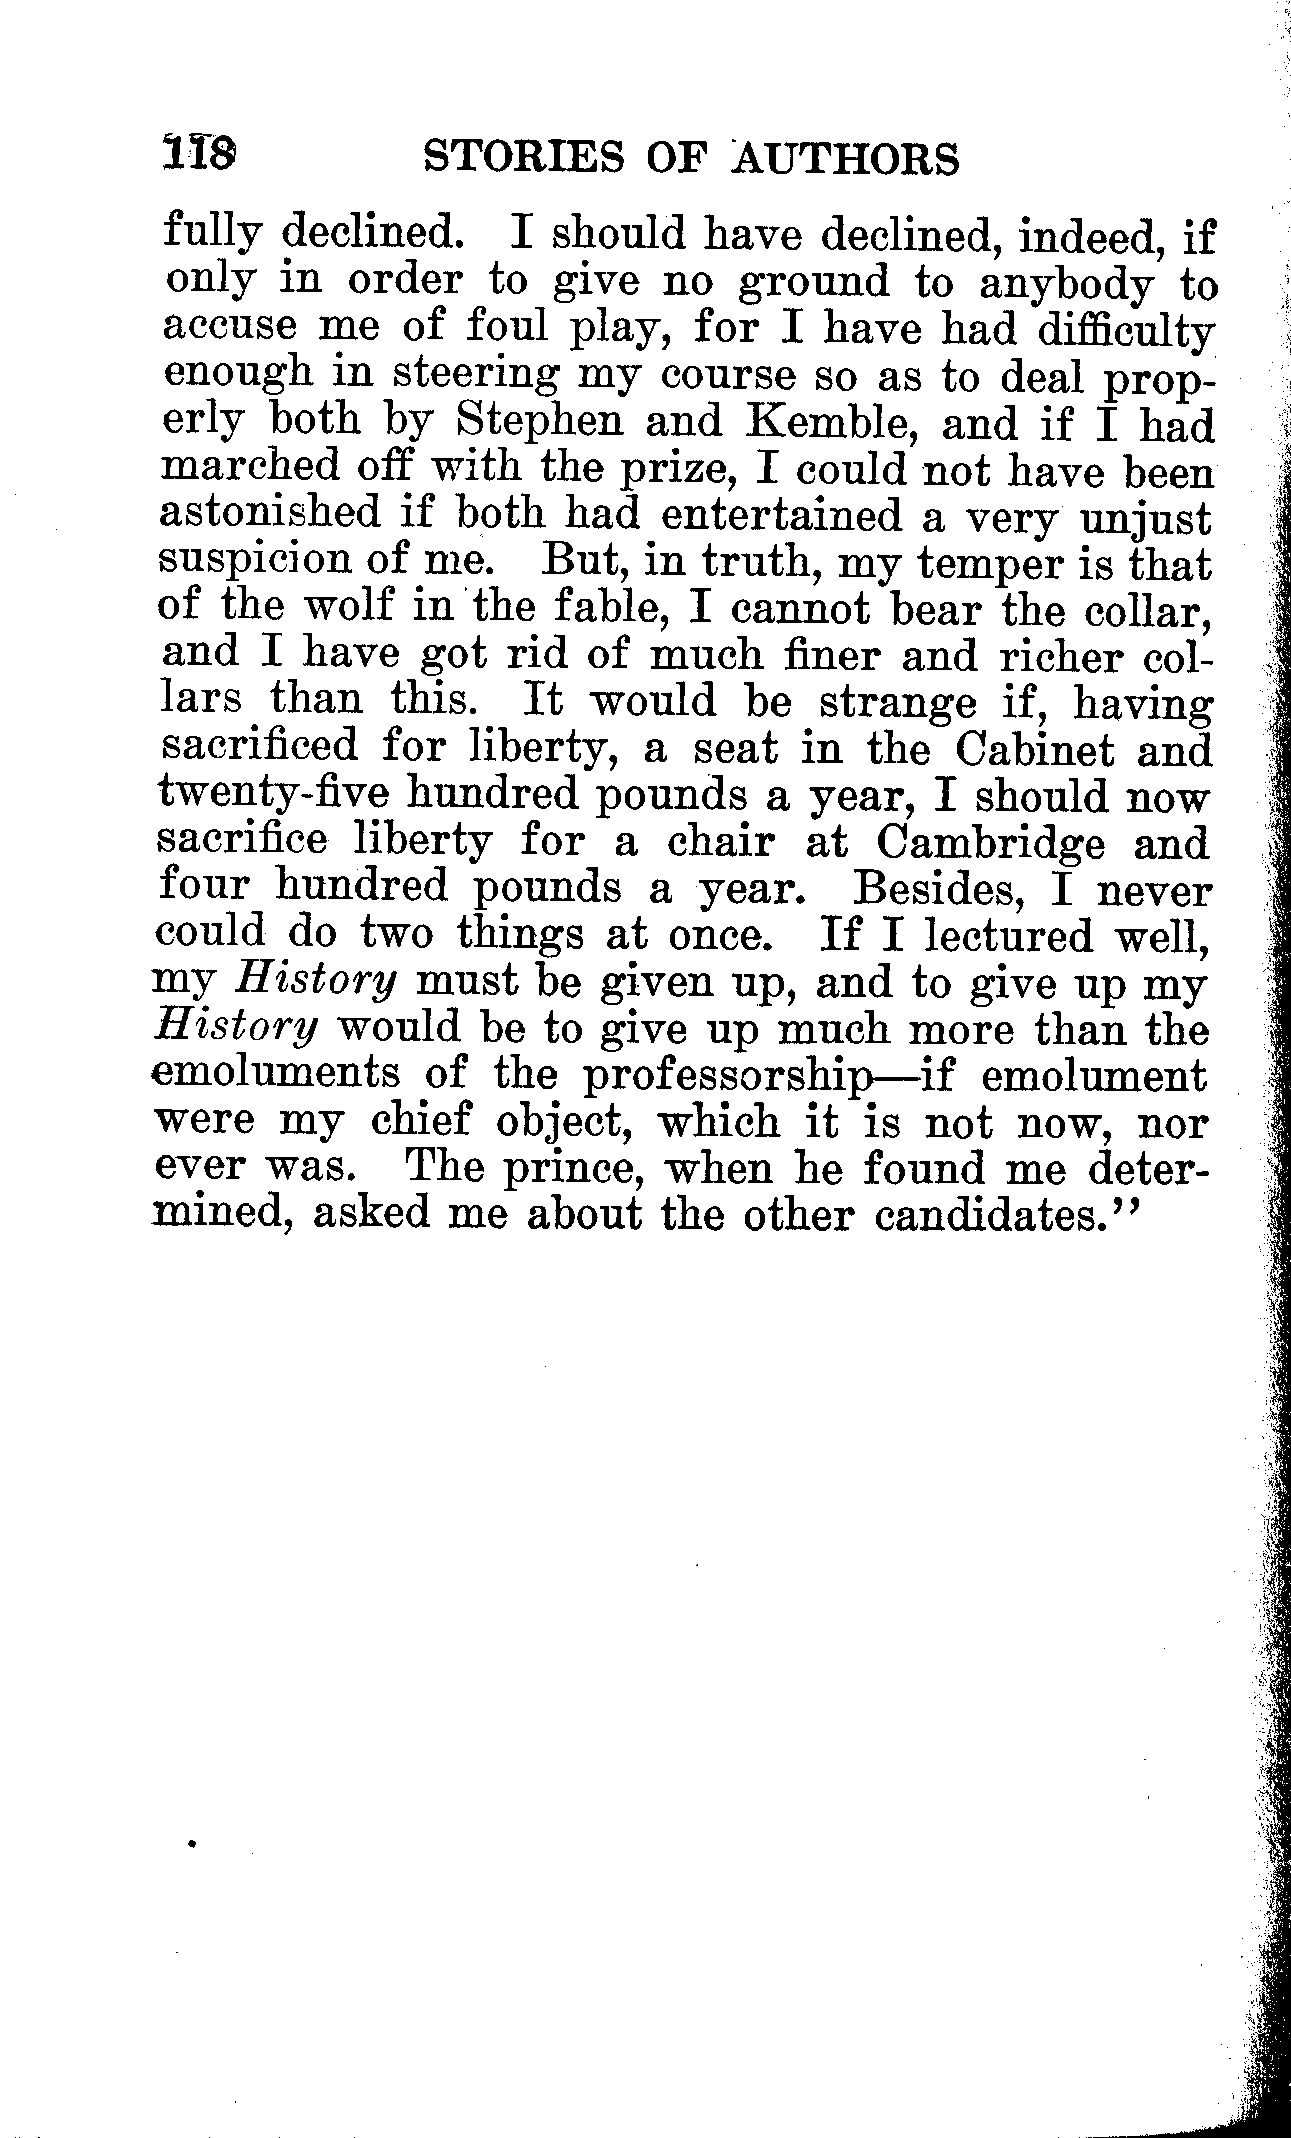 118 STORIES OF AUTHORS
fully declined. I should have declined, indeed, if
only in order to give no ground to anybody to
accuse me of foul play, for I have had difficulty
enough in steering my course so as to deal prop-
erly both by Stephen and Kemble, and if I had
marched off with the prize, I could not have been
astonished if both had entertained a very unjust
suspicion of me. But, in truth, my temper is that
of the wolf in the fable, I cannot bear the collar,
and I have got rid of much finer and richer col-
lars than this. It would be strange if, having
sacrificed for liberty, a seat in the Cabinet and
twenty-five hundred pounds a year, I should now
sacrifice liberty for a chair at Cambridge and
four hundred pounds a year. Besides, I never
could do two things at once. If I lectured well,
my History must be given up, and to give up my
History would be to give up much more than the
emoluments of the professorship—if emolument
were my chief object, which it is not now, nor
ever was. The prince, when he found me deter-
mined, asked me about the other candidates."